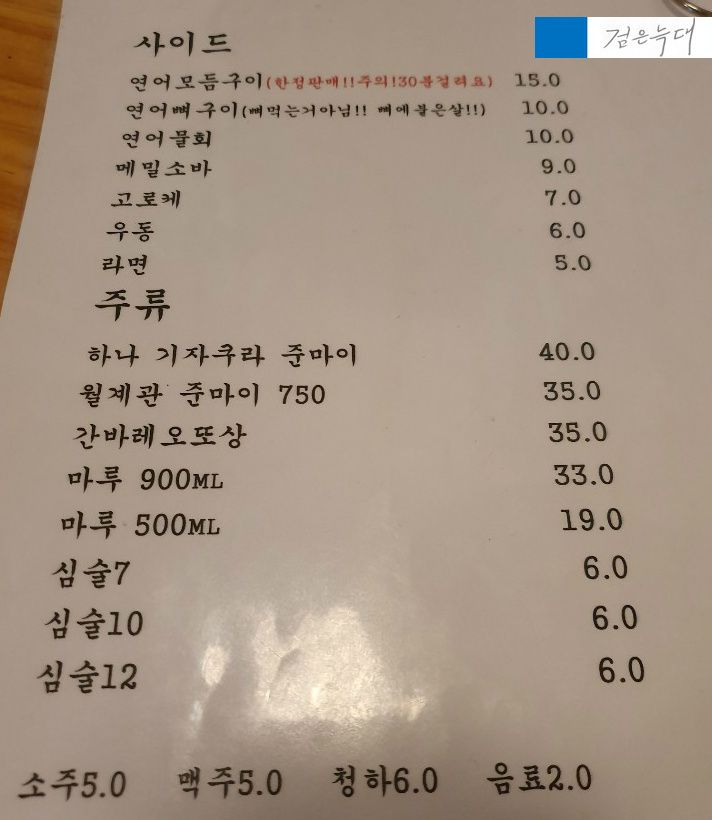 검은늑대
사이드
연어모듬구이(한정판매!!주의!30분걸려요) 15.0
연어뼈구이(뼈먹는거아님!! 뼈에붙은살!!) 10.0
연어물회 10.0
메밀소바 9.0
고로케 7.0
우동 6.0
라면 5.0
주류
하나 기자쿠라 준마이 40.0
월계관 준마이 750 35.0
간바레오또상 35.0
마루 900ML 33.0
마루 500ML 19.0
심술7 6.0
심술10 6.0
심술12 6.0
소주5.0 맥주5.0 청하6.0 음료2.0